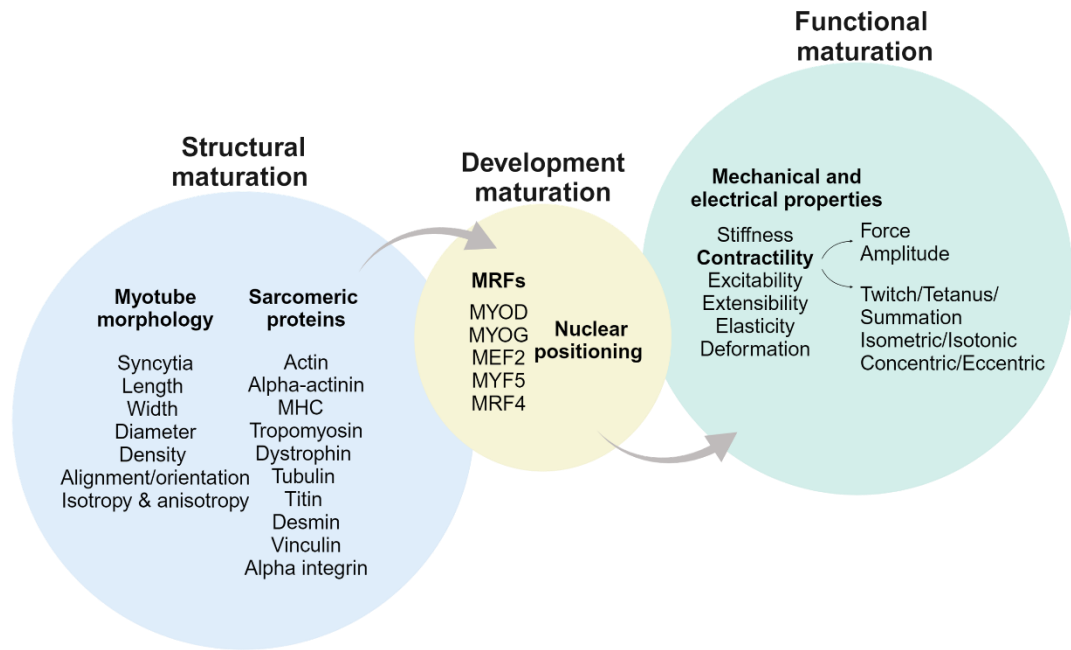 Structural
maturation
Myotube
morphology
Syncytia
Length
Width
Diameter
Density
Alignment/orientation
Isotropy & anisotropy
Sarcomeric
proteins
Actin
Alpha-actinin
MHC
Tropomyosin
Dystrophin
Tubulin
Titin
Desmin
Vinculin
Alpha integrin
Development
maturation
MRFs
MYOD
MYOG
MEF2
MYF5
MRF4
Nuclear
positioning
Functional
maturation
Mechanical and
electrical properties
Stiffness
Contractility
Excitability
Extensibility
Elasticity
Deformation
Force
Amplitude
Twitch/Tetanus/
Summation
Isometric/Isotonic
Concentric/Eccentric